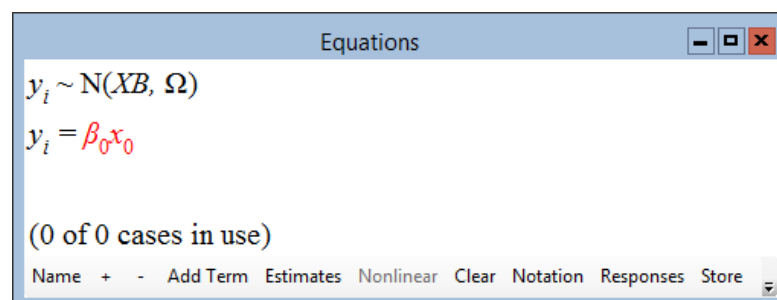 Equations
yᵢ ~ N(XB, Ω)
yᵢ = β₀x₀
(0 of 0 cases in use)
Name + - Add Term Estimates Nonlinear Clear Notation Responses Store